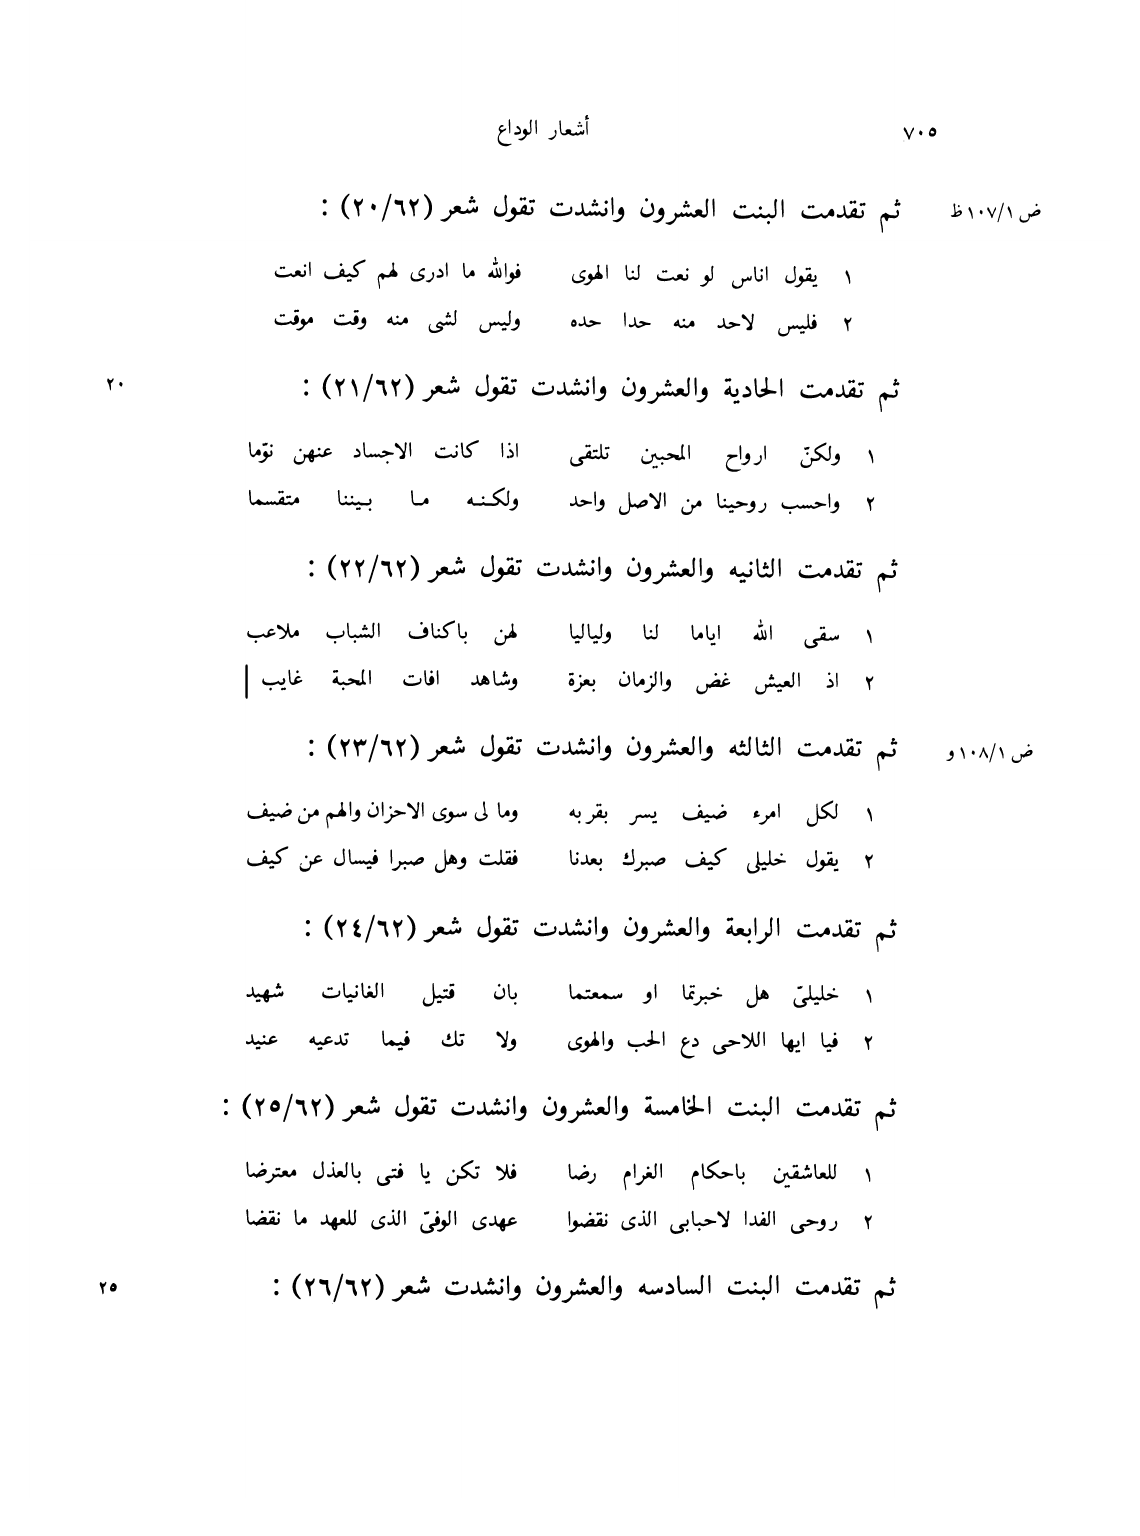 ٧٠٥ أشعار الوداع
ص ١٠٧/١ ظ ثم تقدمت البنت العشرون وانشدت تقول شعر (٢٠/٦٢) :
١ يقول اناس لو نعت لنا الهوى فوالله ما ادرى لهم كيف انعت
٢ فليس لاحد منه حدا حده وليس لشى منه وقت موقت
ثم تقدمت الحادية والعشرون وانشدت تقول شعر (٢١/٦٢) : ٢٠
١ ولكنّ ارواح المحبين تلتقى اذا كانت الاجساد عنهن نوّما
٢ واحسب روحينا من الاصل واحد ولكنه ما بيننا متقسما
ثم تقدمت الثانيه والعشرون وانشدت تقول شعر (٢٢/٦٢) :
١ سقى الله اياما لنا ولياليا لهن باكناف الشباب ملاعب
٢ اذ العيش غض والزمان بعزة وشاهد افات المحبة غايب |
ص ١٠٨/١ و ثم تقدمت الثالثه والعشرون وانشدت تقول شعر (٢٣/٦٢) :
١ لكل امرء ضيف يسر بقربه وما لى سوى الاحزان والهم من ضيف
٢ يقول خليلى كيف صبرك بعدنا فقلت وهل صبرا فيسال عن كيف
ثم تقدمت الرابعة والعشرون وانشدت تقول شعر (٢٤/٦٢) :
١ خليليّ هل خبرتما او سمعتما بان قتيل الغانيات شهيد
٢ فيا ايها اللاحى دع الحب والهوى ولا تك فيما تدعيه عنيد
ثم تقدمت البنت الخامسة والعشرون وانشدت تقول شعر (٢٥/٦٢) :
١ للعاشقين باحكام الغرام رضا فلا تكن يا فتى بالعذل معترضا
٢ روحى الفدا لاحبابى الذى نقضوا عهدى الوفىّ الذى للعهد ما نقضا
ثم تقدمت البنت السادسه والعشرون وانشدت شعر (٢٦/٦٢) : ٢٥